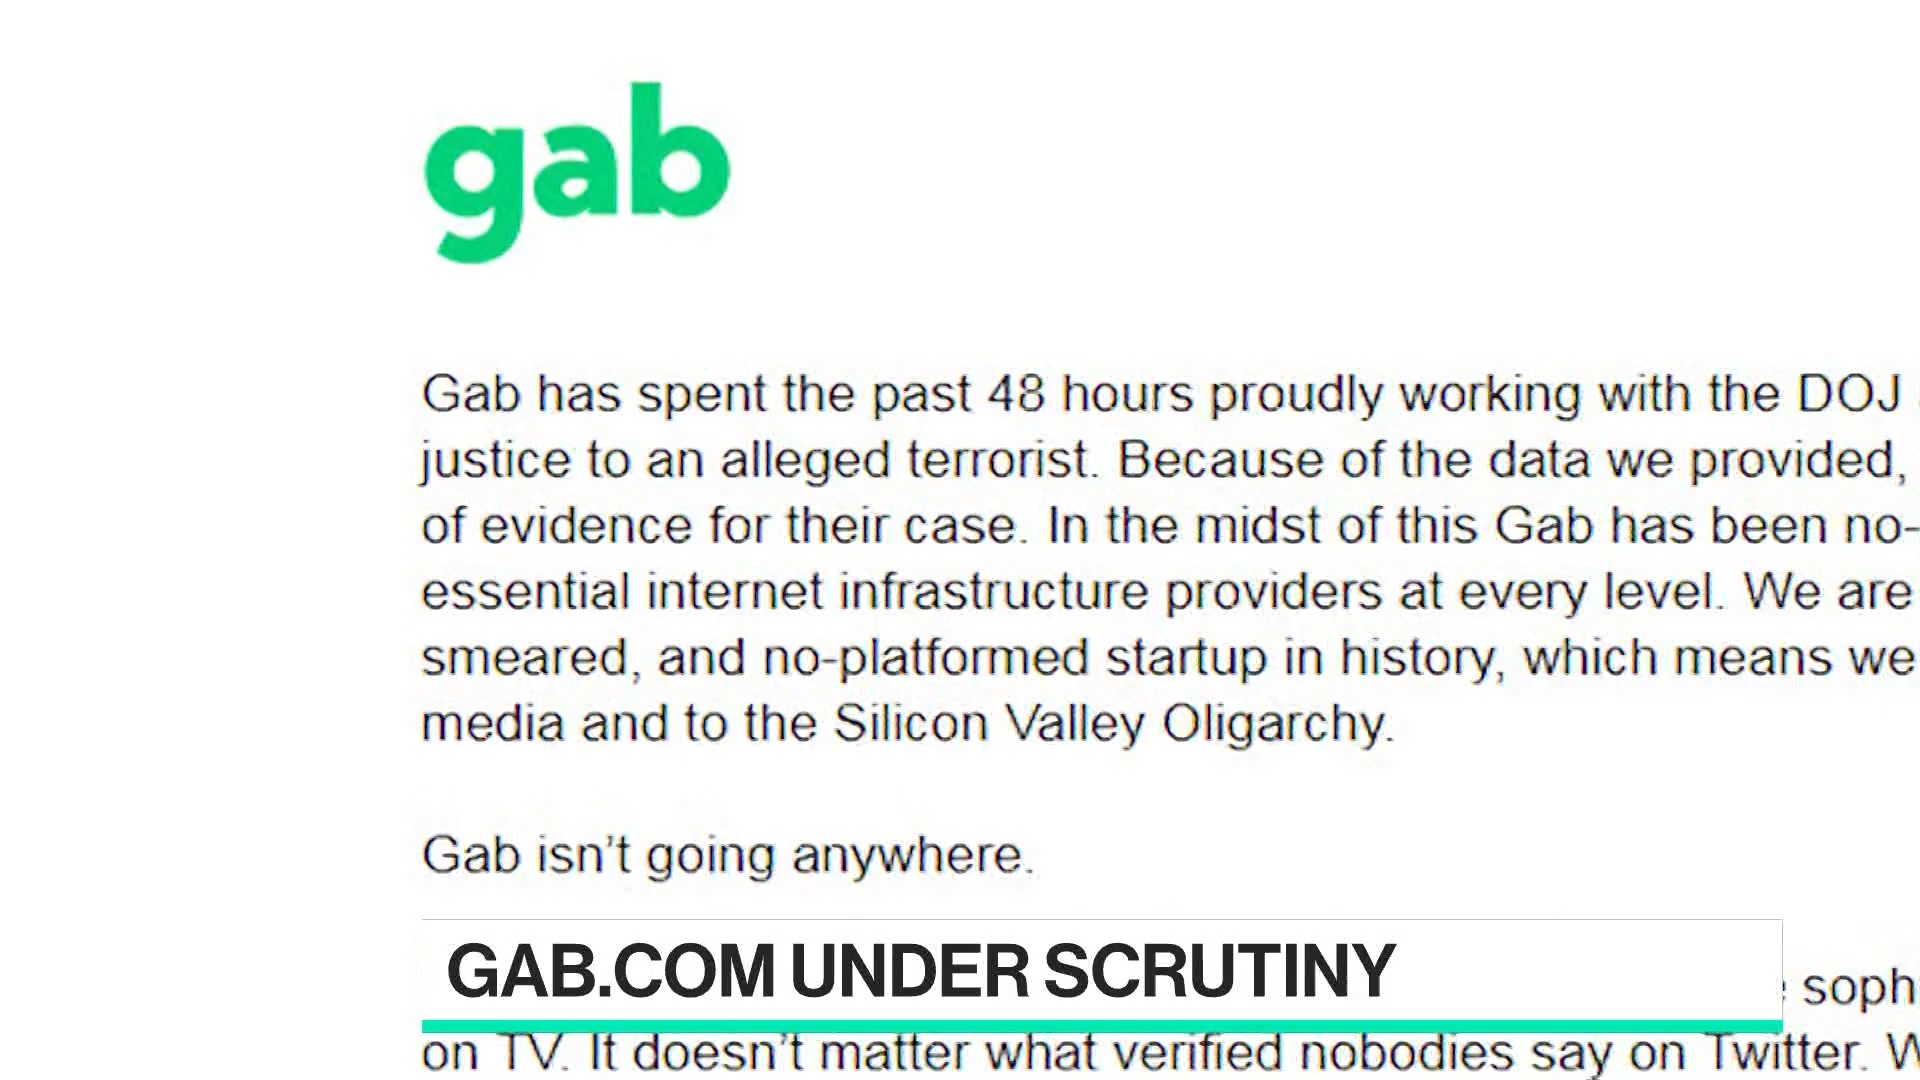 gab
Gab has spent the past 48 hours proudly working with the DOJ
justice to an alleged terrorist. Because of the data we provided,
of evidence for their case. In the midst of this Gab has been no-
essential internet infrastructure providers at every level. We are
smeared, and no-platformed startup in history, which means we
media and to the Silicon Valley Oligarchy.
Gab isn't going anywhere.
GAB.COM UNDER SCRUTINY
soph
on TV. It doesn't matter what verified nobodies say on Twitter. W